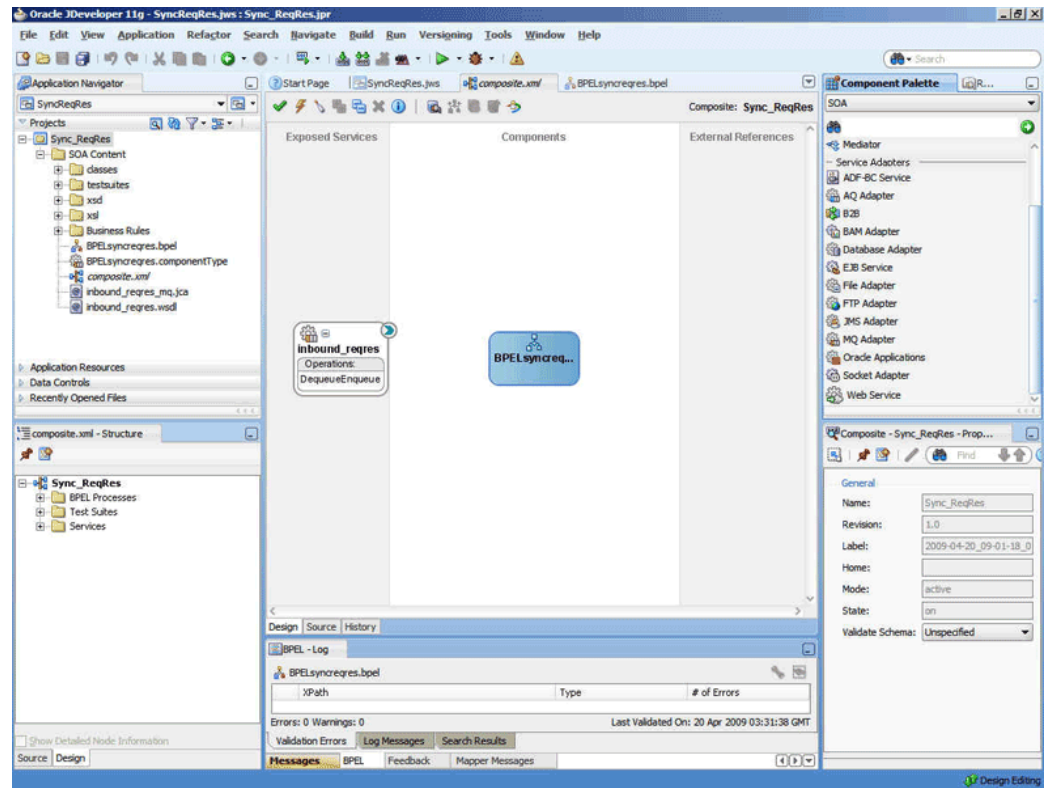 Oracle JDeveloper 11g - SyncReqRes.jws : Sync_ReqRes.jpr
File Edit View Application Refactor Search Navigate Build Run Versioning Tools Window Help
Search
Application Navigator
SyncReqRes
Projects
Sync_ReqRes
SOA Content
classes
testsuites
xsd
xsl
Business Rules
BPELsyncreqres.bpel
BPELsyncreqres.componentType
composite.xml
inbound_reqres_mq.jca
inbound_reqres.wsdl
Application Resources
Data Controls
Recently Opened Files
composite.xml - Structure
Sync_ReqRes
BPEL Processes
Test Suites
Services
Show Detailed Node Information
Source Design
Start Page SyncReqRes.jws composite.xml BPELsyncreqres.bpel
Composite: Sync_ReqRes
Exposed Services Components External References
inbound_reqres
Operations:
DequeueEnqueue
BPELsyncreq...
Design Source History
BPEL - Log
BPELsyncreqres.bpel
XPath Type # of Errors
Errors: 0 Warnings: 0 Last Validated On: 20 Apr 2009 03:31:38 GMT
Validation Errors Log Messages Search Results
Messages BPEL Feedback Mapper Messages
Component Palette R...
SOA
Mediator
Service Adapters
ADF-BC Service
AQ Adapter
B2B
BAM Adapter
Database Adapter
EJB Service
File Adapter
FTP Adapter
JMS Adapter
MQ Adapter
Oracle Applications
Socket Adapter
Web Service
Composite - Sync_ReqRes - Prop...
Find
General
Name: Sync_ReqRes
Revision: 1.0
Label: 2009-04-20_09-01-18_0
Home:
Mode: active
State: on
Validate Schema: Unspecified
Design Editing